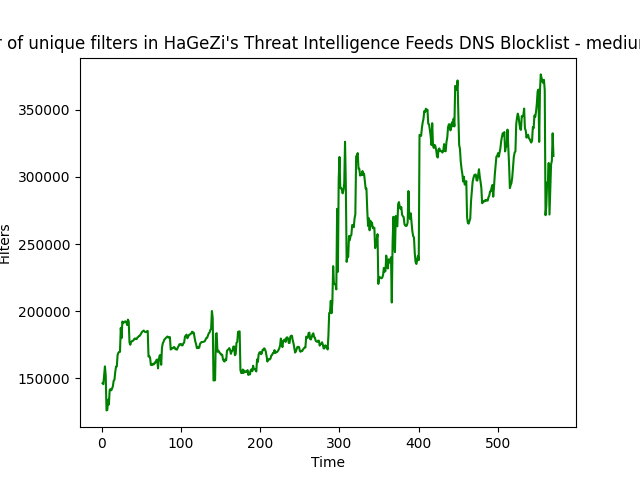 r of unique filters in HaGeZi's Threat Intelligence Feeds DNS Blocklist - mediu
Filters
350000
300000
250000
200000
150000
0 100 200 300 400 500
Time